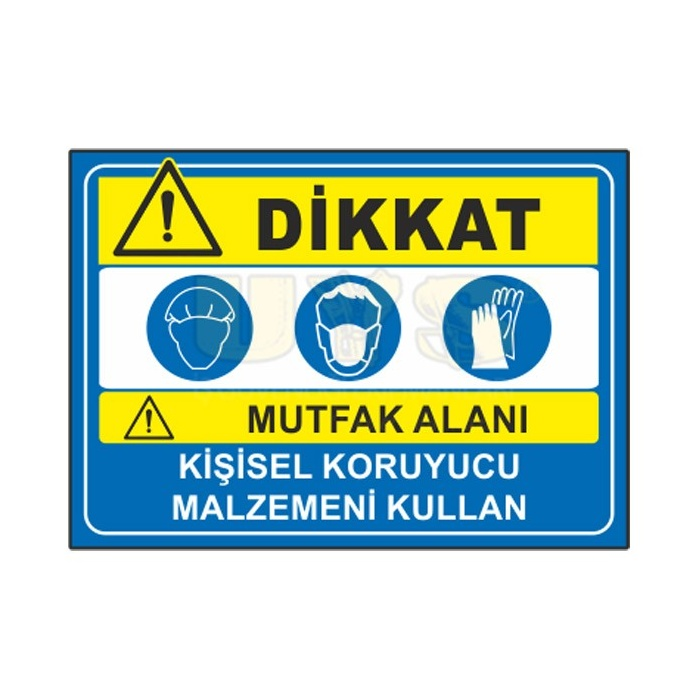 DİKKAT
MUTFAK ALANI
KİŞİSEL KORUYUCU
MALZEMENİ KULLAN